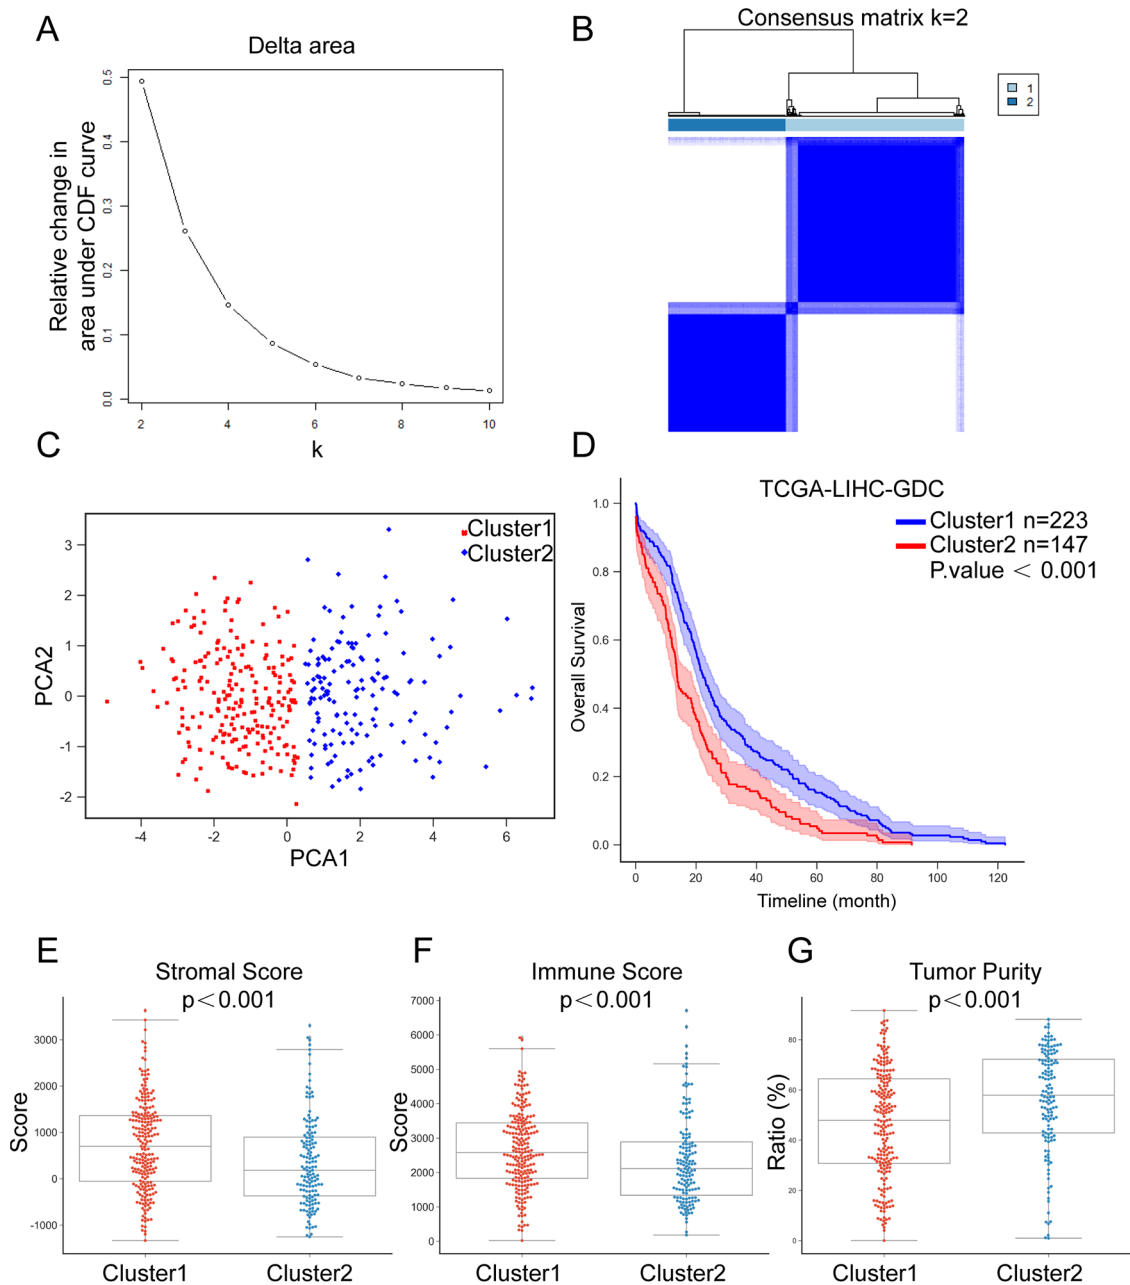 A
Delta area
Relative change in
area under CDF curve
0.5
0.4
0.3
0.2
0.1
0.0
2
4
6
8
10
k
B
Consensus matrix k=2
1
2
C
Cluster1
Cluster2
PCA2
3
2
1
0
-1
-2
-4
-2
0
2
4
6
PCA1
D
TCGA-LIHC-GDC
Cluster1 n=223
Cluster2 n=147
P.value < 0.001
Overall Survival
1.0
0.8
0.6
0.4
0.2
0.0
0
20
40
60
80
100
120
Timeline (month)
E
Stromal Score
p<0.001
Score
3000
2000
1000
0
-1000
Cluster1
Cluster2
F
Immune Score
p<0.001
Score
7000
6000
5000
4000
3000
2000
1000
0
Cluster1
Cluster2
G
Tumor Purity
p<0.001
Ratio (%)
80
60
40
20
0
Cluster1
Cluster2